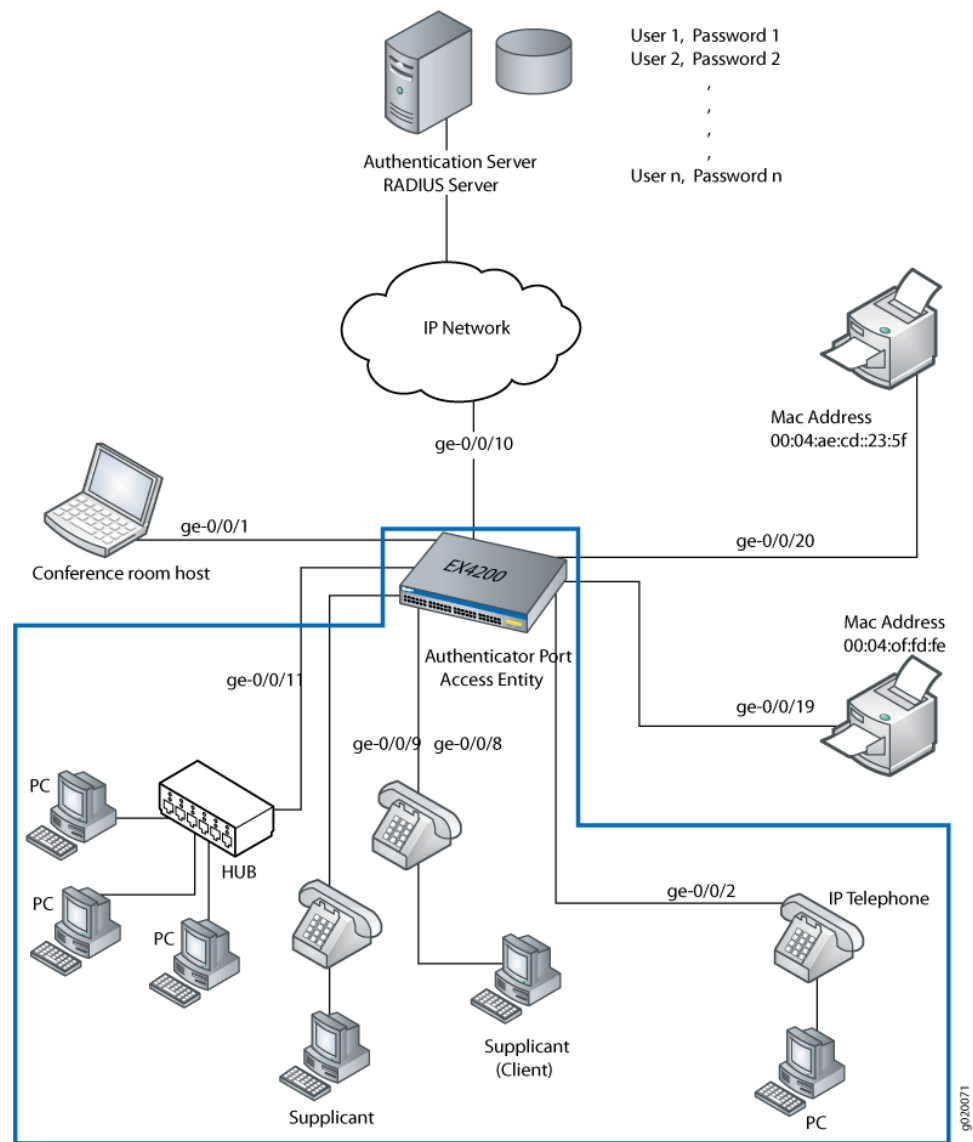 User 1, Password 1
User 2, Password 2
,
,
,
,
User n, Password n
Authentication Server
RADIUS Server
IP Network
Mac Address
00:04:ae:cd::23:5f
ge-0/0/10
ge-0/0/1
ge-0/0/20
Conference room host
EX4200
Mac Address
00:04:of:fd:fe
Authenticator Port
Access Entity
ge-0/0/11
ge-0/0/19
ge-0/0/9
ge-0/0/8
PC
HUB
ge-0/0/2
IP Telephone
PC
PC
Supplicant
(Client)
Supplicant
PC
g020071